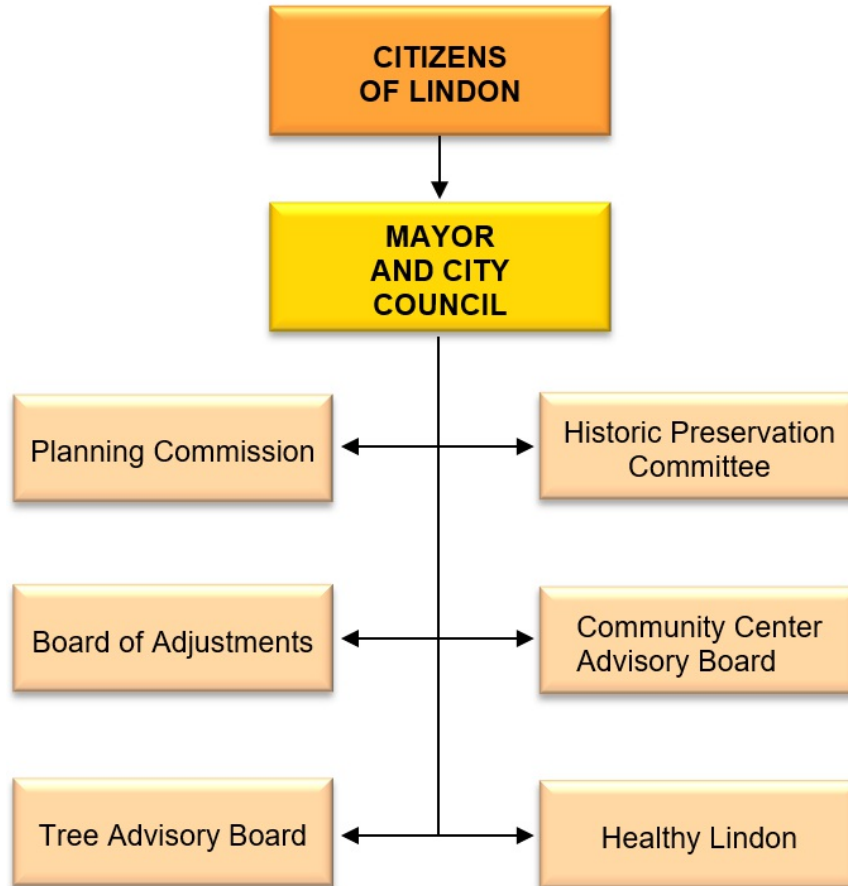 CITIZENS
OF LINDON
MAYOR
AND CITY
COUNCIL
Planning Commission
Historic Preservation
Committee
Board of Adjustments
Community Center
Advisory Board
Tree Advisory Board
Healthy Lindon